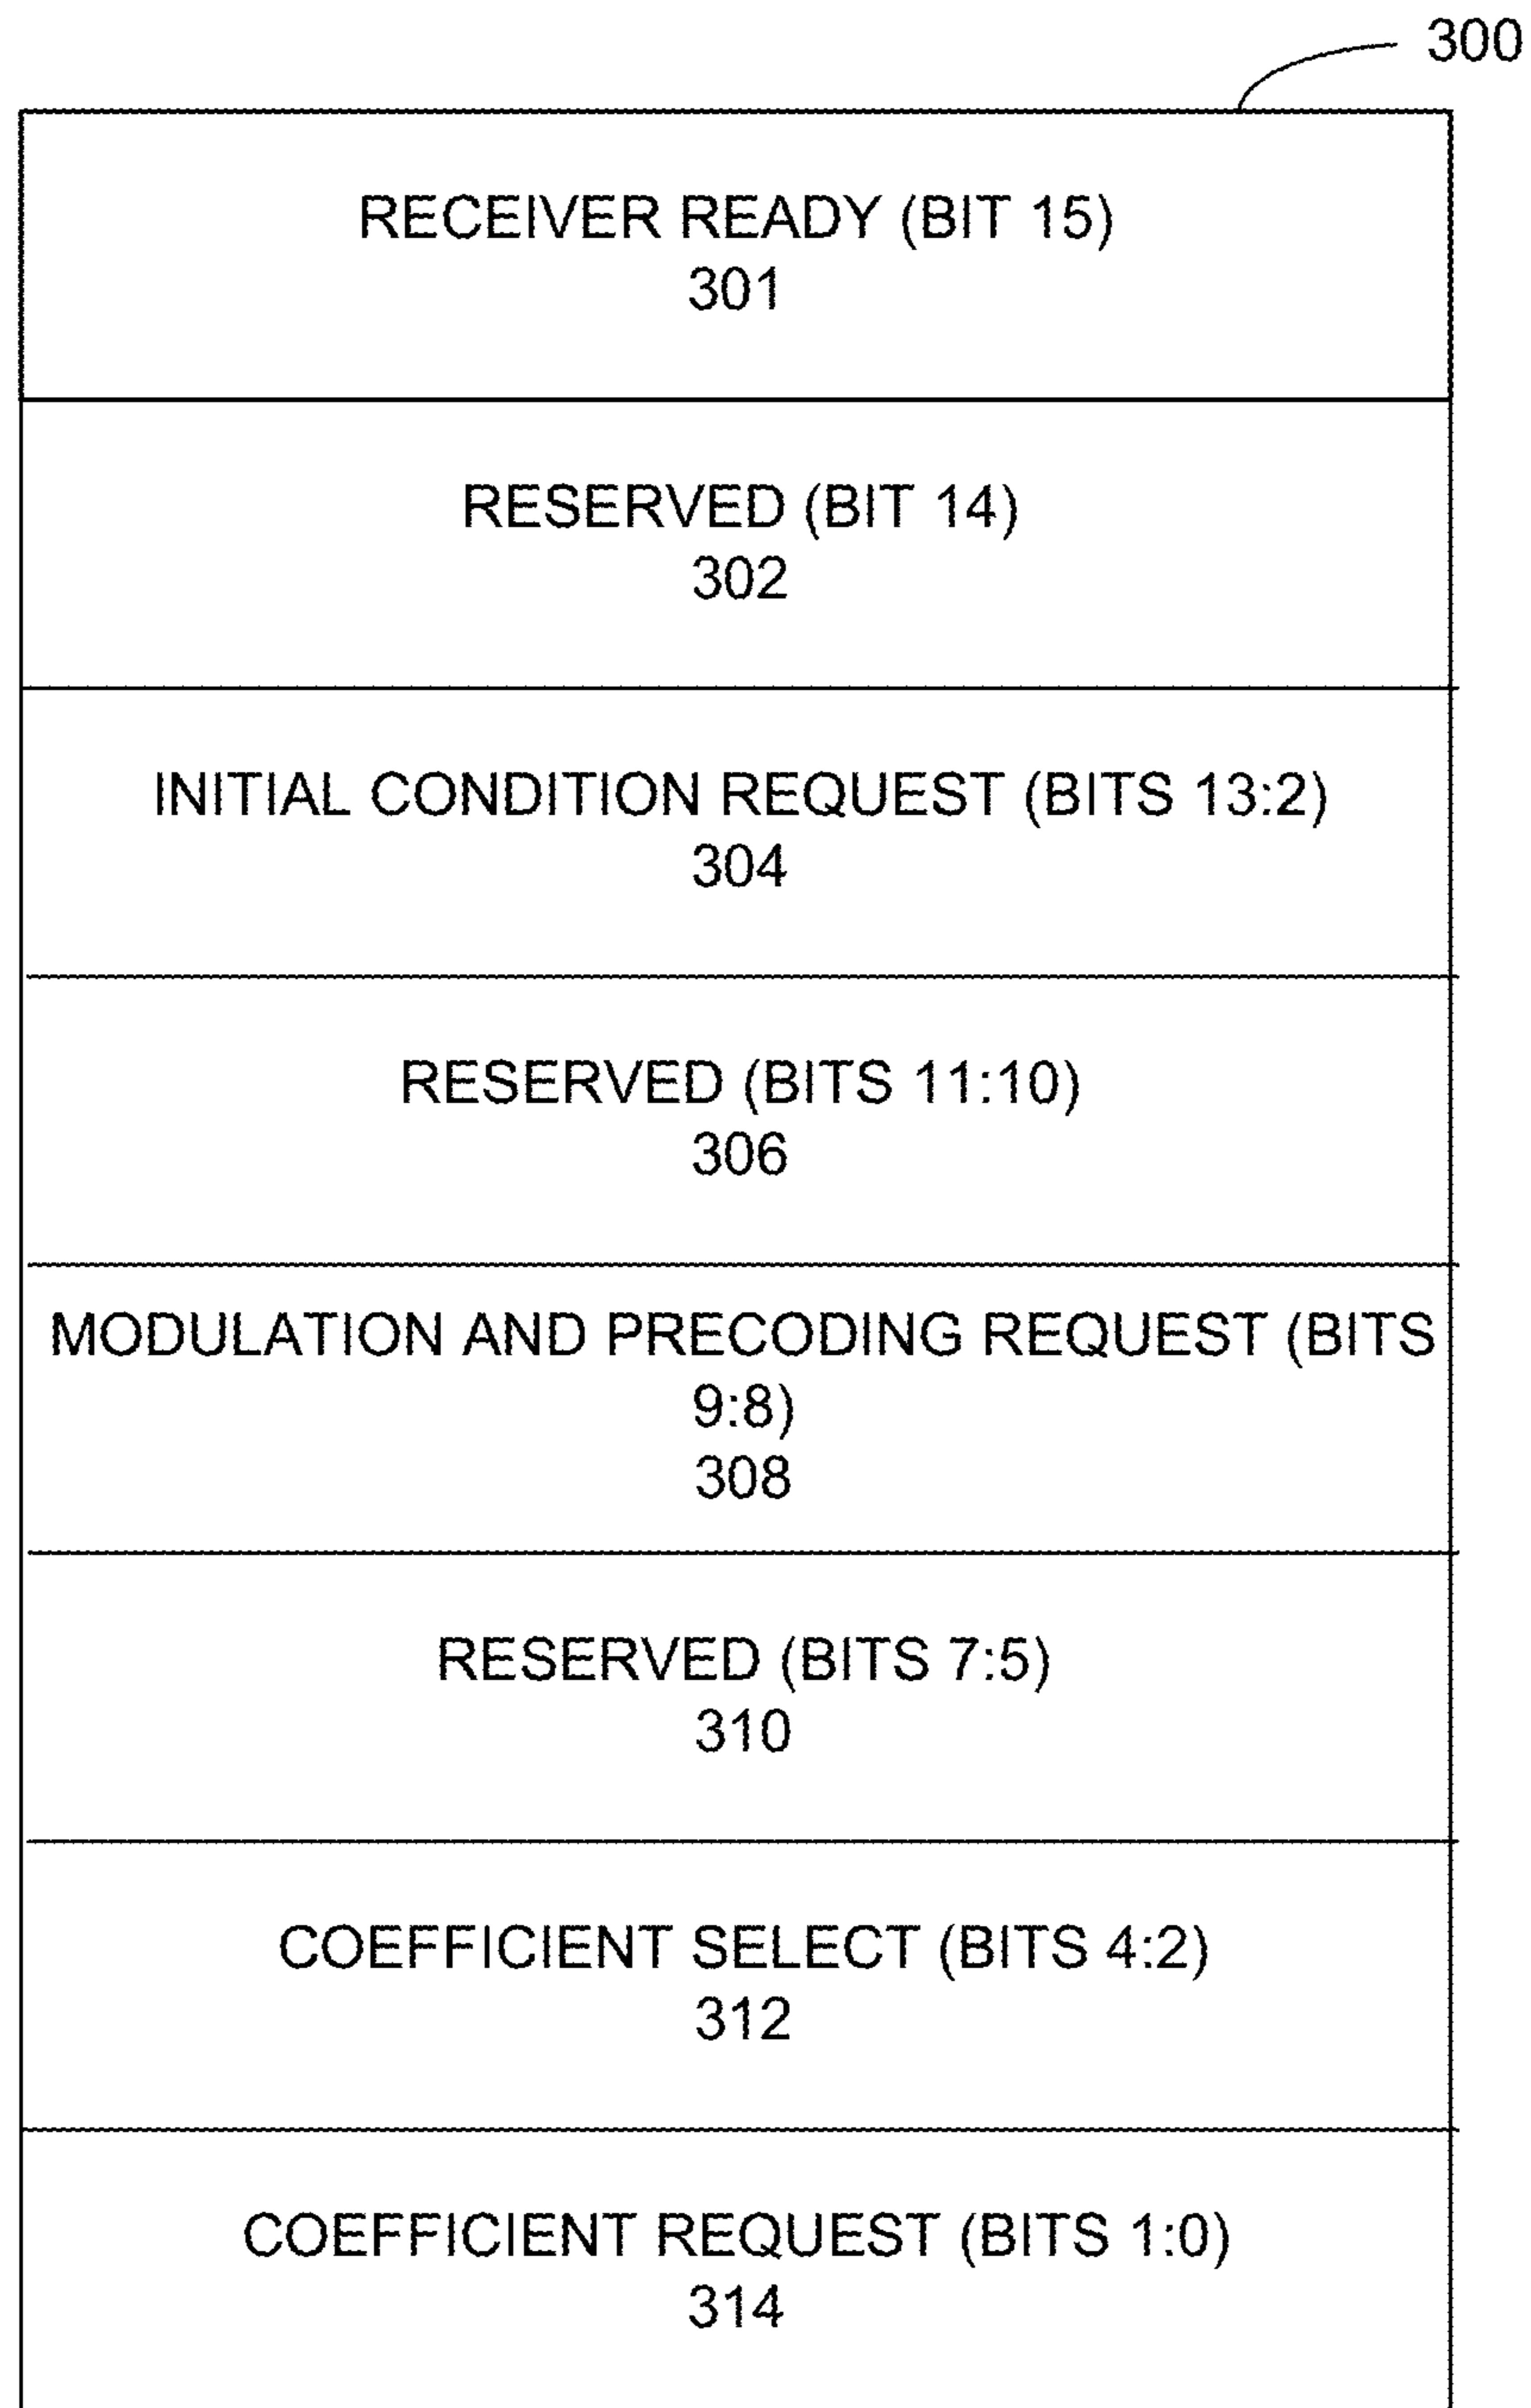 300
RECEIVER READY (BIT 15)
301
RESERVED (BIT 14)
302
INITIAL CONDITION REQUEST (BITS 13:2)
304
RESERVED (BITS 11:10)
306
MODULATION AND PRECODING REQUEST (BITS
9:8)
308
RESERVED (BITS 7:5)
310
COEFFICIENT SELECT (BITS 4:2)
312
COEFFICIENT REQUEST (BITS 1:0)
314